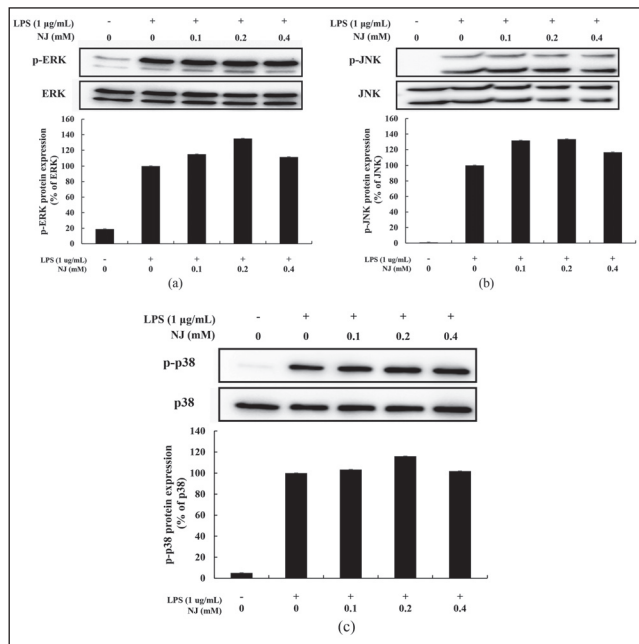 - + + + +
LPS (1 μg/mL)
NJ (mM) 0 0 0.1 0.2 0.4
p-ERK
ERK
p-ERK protein expression
(% of ERK)
140
120
100
80
60
40
20
0
LPS (1 ug/mL) - + + + +
NJ (mM) 0 0 0.1 0.2 0.4
(a)
LPS (1 μg/mL) - + + + +
NJ (mM) 0 0 0.1 0.2 0.4
p-JNK
JNK
p-JNK protein expression
(% of JNK)
160
140
120
100
80
60
40
20
0
LPS (1 ug/mL) - + + + +
NJ (mM) 0 0 0.1 0.2 0.4
(b)
LPS (1 μg/mL) - + + + +
NJ (mM) 0 0 0.1 0.2 0.4
p-p38
p38
p-p38 protein expression
(% of p38)
140
120
100
80
60
40
20
0
LPS (1 ug/mL) - + + + +
NJ (mM) 0 0 0.1 0.2 0.4
(c)